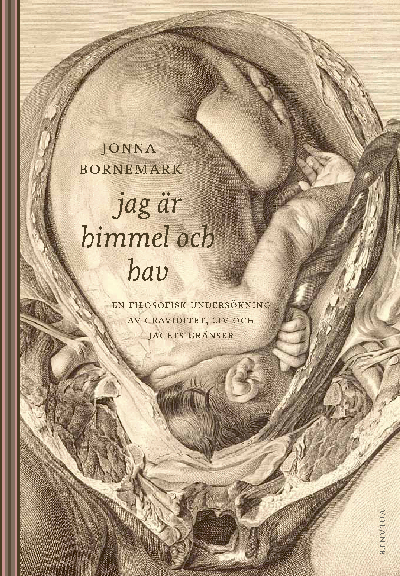 JONNA
BORNEMARK
jag är
himmel och
hav
EN FILOSOFISK UNDERSÖKNING
AV GRAVIDITET, LIV OCH
JAGETS GRÄNSER
VOLANTE